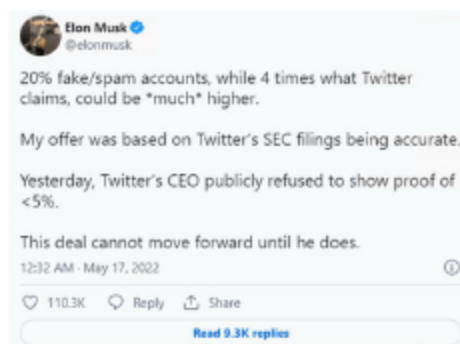 Elon Musk
@elonmusk
20% fake/spam accounts, while 4 times what Twitter
claims, could be *much* higher.
My offer was based on Twitter's SEC filings being accurate.
Yesterday, Twitter's CEO publicly refused to show proof of
<5%.
This deal cannot move forward until he does.
12:32 AM · May 17, 2022
110.3K Reply Share
Read 9.3K replies